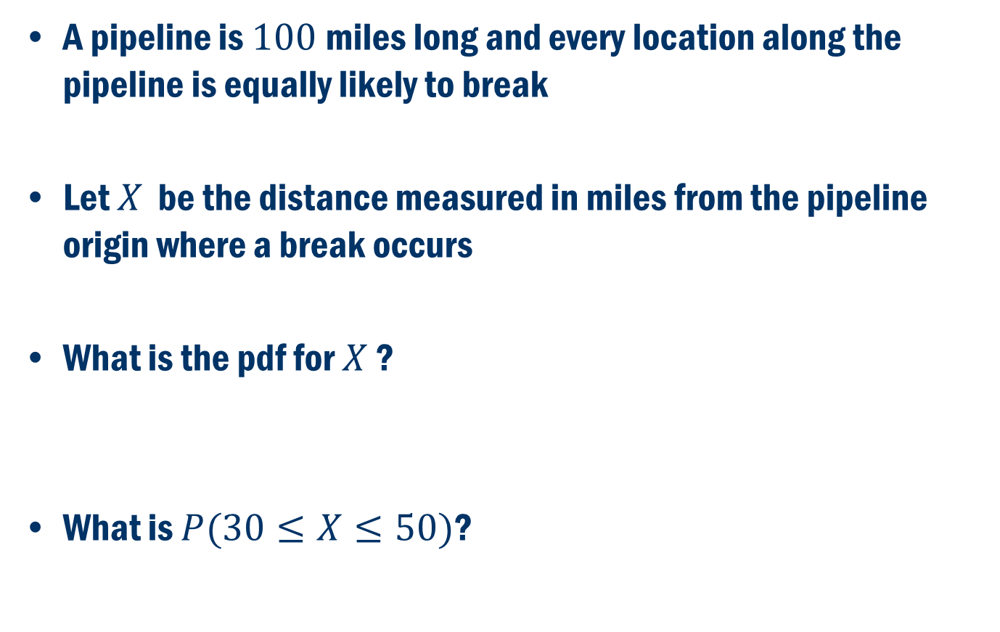 • A pipeline is 100 miles long and every location along the
pipeline is equally likely to break
• Let X be the distance measured in miles from the pipeline
origin where a break occurs
• What is the pdf for X ?
• What is P(30 ≤ X ≤ 50)?